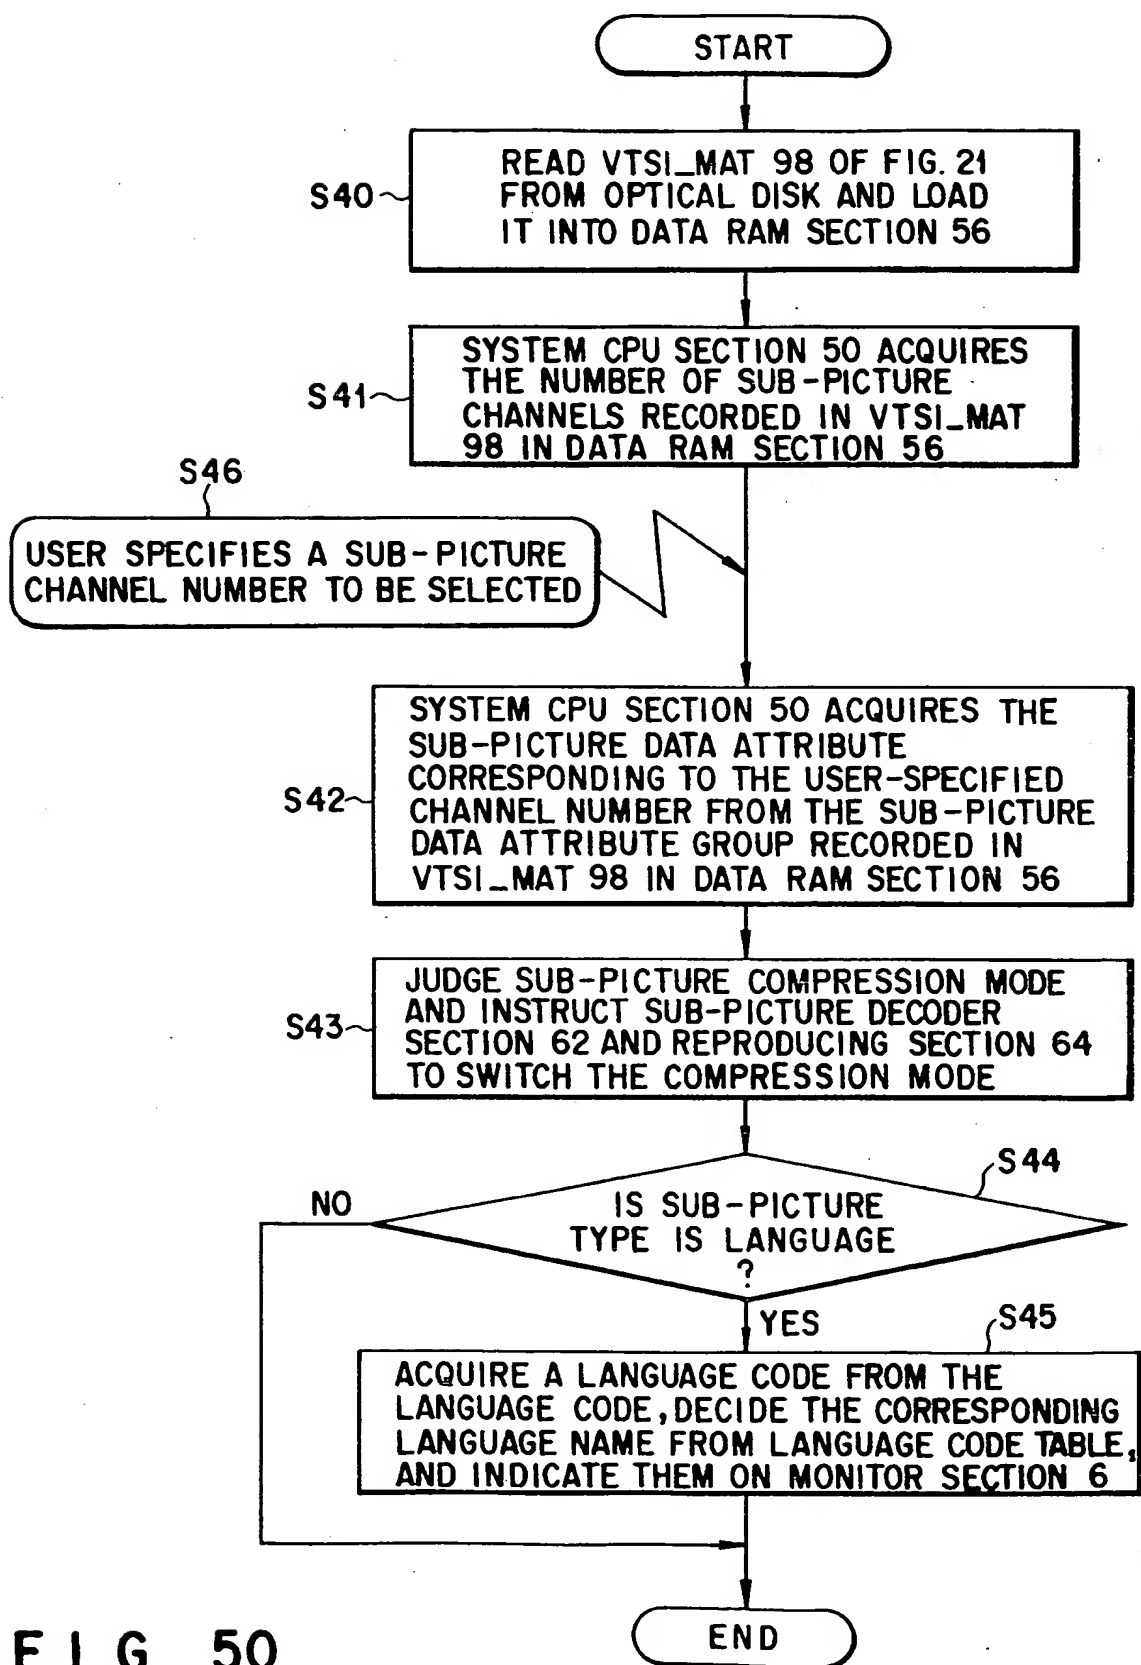 START
READ VTSI_MAT 98 OF FIG. 21
FROM OPTICAL DISK AND LOAD
IT INTO DATA RAM SECTION 56
S40
SYSTEM CPU SECTION 50 ACQUIRES
THE NUMBER OF SUB-PICTURE
CHANNELS RECORDED IN VTSI_MAT
98 IN DATA RAM SECTION 56
S41
S46
USER SPECIFIES A SUB-PICTURE
CHANNEL NUMBER TO BE SELECTED
SYSTEM CPU SECTION 50 ACQUIRES THE
SUB-PICTURE DATA ATTRIBUTE
CORRESPONDING TO THE USER-SPECIFIED
CHANNEL NUMBER FROM THE SUB-PICTURE
DATA ATTRIBUTE GROUP RECORDED IN
VTSI_MAT 98 IN DATA RAM SECTION 56
S42
JUDGE SUB-PICTURE COMPRESSION MODE
AND INSTRUCT SUB-PICTURE DECODER
SECTION 62 AND REPRODUCING SECTION 64
TO SWITCH THE COMPRESSION MODE
S43
S44
NO
IS SUB-PICTURE
TYPE IS LANGUAGE
?
YES
S45
ACQUIRE A LANGUAGE CODE FROM THE
LANGUAGE CODE, DECIDE THE CORRESPONDING
LANGUAGE NAME FROM LANGUAGE CODE TABLE,
AND INDICATE THEM ON MONITOR SECTION 6
END
FIG 50